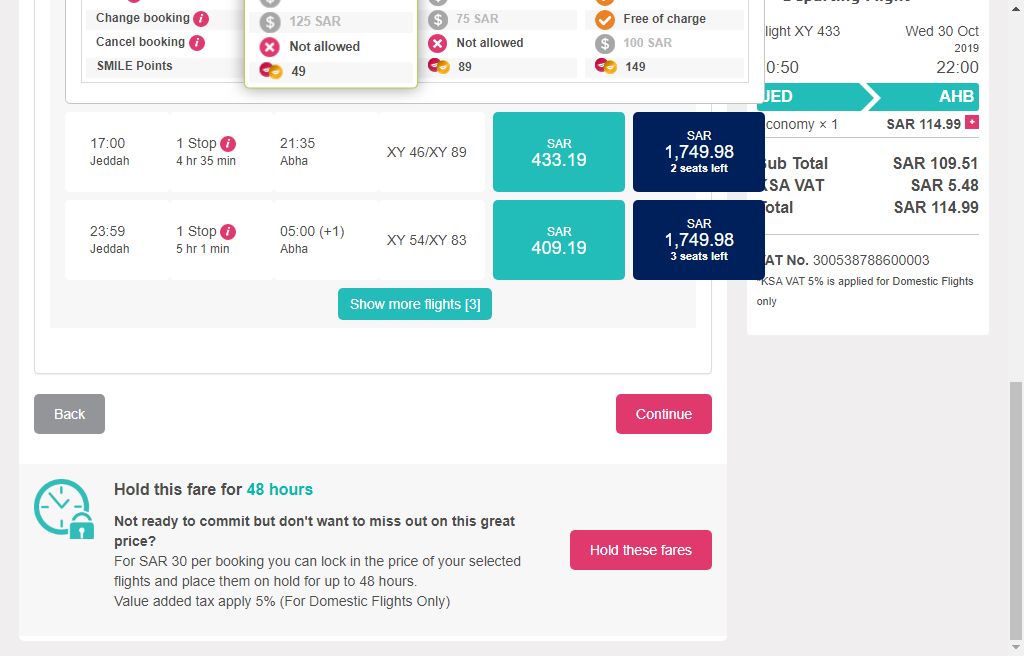 Change booking i
125 SAR
75 SAR
Free of charge
Cancel booking i
Not allowed
Not allowed
100 SAR
SMILE Points
49
89
149
17:00
Jeddah
1 Stop i
4 hr 35 min
21:35
Abha
XY 46/XY 89
SAR
433.19
SAR
1,749.98
2 seats left
23:59
Jeddah
1 Stop i
5 hr 1 min
05:00 (+1)
Abha
XY 54/XY 83
SAR
409.19
SAR
1,749.98
3 seats left
Show more flights [3]
Back
Continue
Hold this fare for 48 hours
Not ready to commit but don't want to miss out on this great
price?
For SAR 30 per booking you can lock in the price of your selected
flights and place them on hold for up to 48 hours.
Value added tax apply 5% (For Domestic Flights Only)
Hold these fares
light XY 433
Wed 30 Oct
2019
0:50
22:00
JED
AHB
conomy × 1
SAR 114.99 +
ub Total
SAR 109.51
KSA VAT
SAR 5.48
otal
SAR 114.99
AT No. 300538788600003
*KSA VAT 5% is applied for Domestic Flights
only